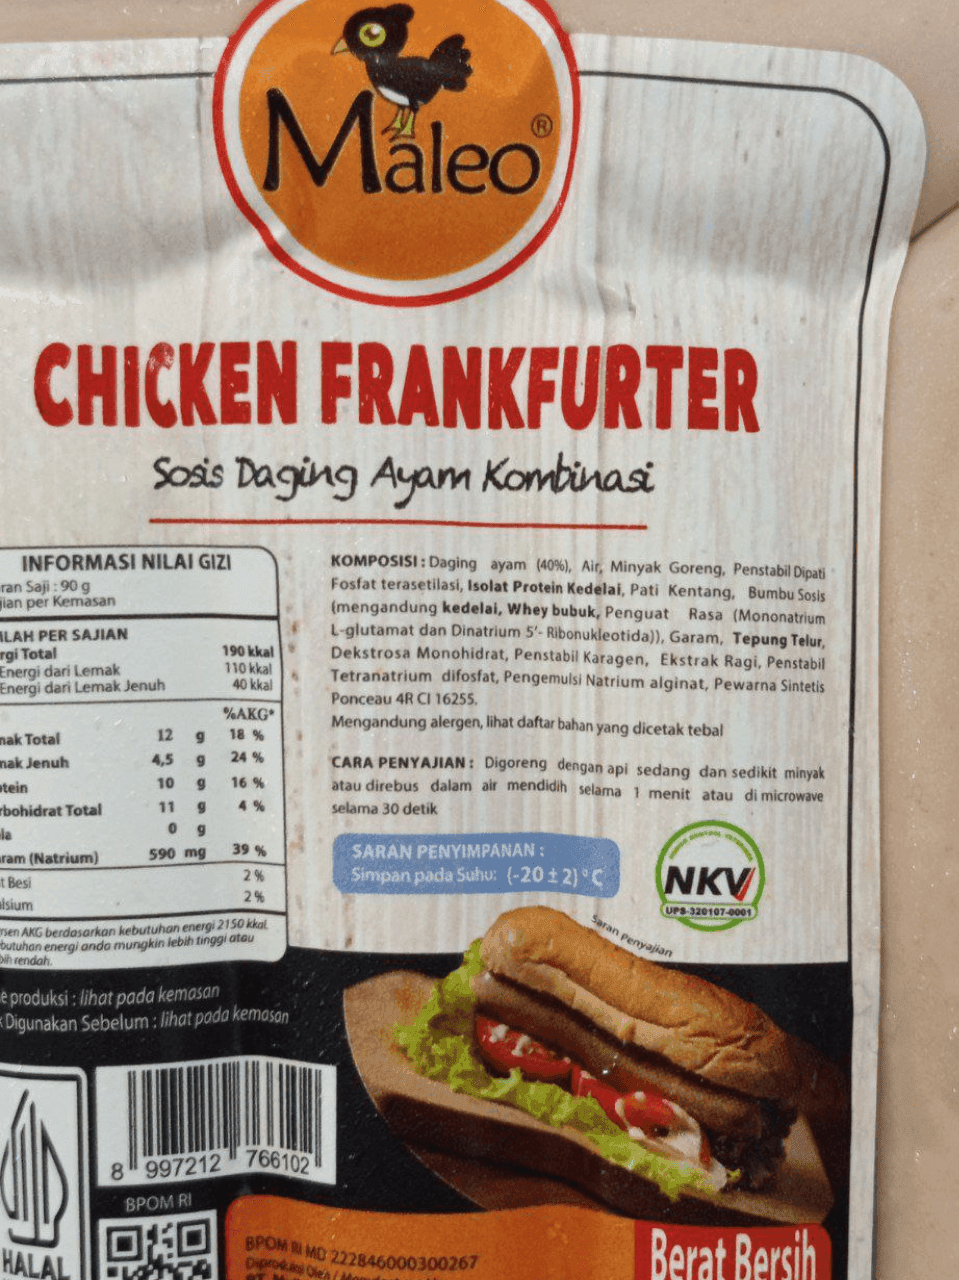 Maleo®
CHICKEN FRANKFURTER
Sosis Daging Ayam Kombinasi
INFORMASI NILAI GIZI
ran Saji : 90 g
jian per Kemasan
LAH PER SAJIAN
rgi Total 190 kkal
Energi dari Lemak 110 kkal
Energi dari Lemak Jenuh 40 kkal
%AKG*
mak Total 12 g 18 %
mak Jenuh 4,5 g 24 %
tein 10 g 16 %
rbohidrat Total 11 g 4 %
la 0 g
ram (Natrium) 590 mg 39 %
t Besi 2 %
lsium 2 %
rsen AKG berdasarkan kebutuhan energi 2150 kkal.
butuhan energi anda mungkin lebih tinggi atau
bih rendah.
e produksi : lihat pada kemasan
k Digunakan Sebelum : lihat pada kemasan
KOMPOSISI : Daging ayam (40%), Air, Minyak Goreng, Penstabil Dipati
Fosfat terasetilasi, Isolat Protein Kedelai, Pati Kentang, Bumbu Sosis
(mengandung kedelai, Whey bubuk, Penguat Rasa (Mononatrium
L-glutamat dan Dinatrium 5'- Ribonukleotida)), Garam, Tepung Telur,
Dekstrosa Monohidrat, Penstabil Karagen, Ekstrak Ragi, Penstabil
Tetranatrium difosfat, Pengemulsi Natrium alginat, Pewarna Sintetis
Ponceau 4R CI 16255.
Mengandung alergen, lihat daftar bahan yang dicetak tebal
CARA PENYAJIAN : Digoreng dengan api sedang dan sedikit minyak
atau direbus dalam air mendidih selama 1 menit atau di microwave
selama 30 detik
SARAN PENYIMPANAN :
Simpan pada Suhu: (-20 ± 2) °C
NKV
UPS-320107-0001
Saran Penyajian
8 997212 766102
BPOM RI
HALAL
BPOM RI MD 222846000300267
Diproduksi Oleh /
Berat Bersih